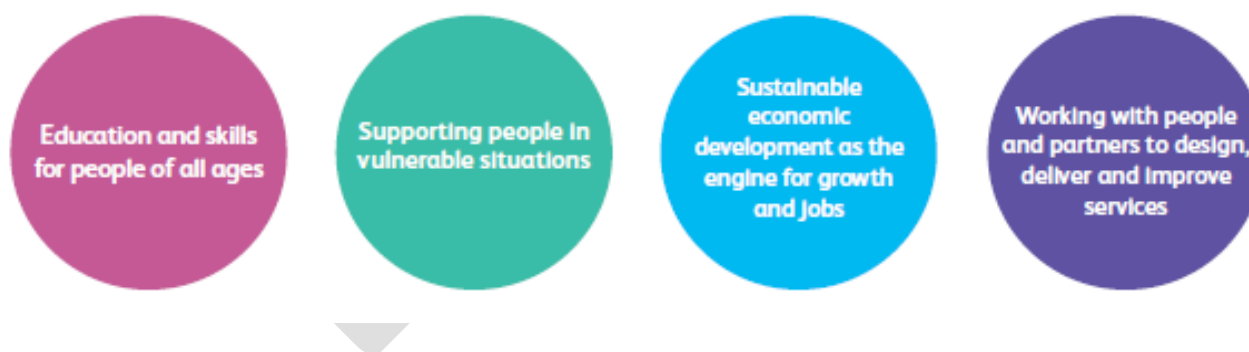 Education and skills
for people of all ages
Supporting people in
vulnerable situations
Sustainable
economic
development as the
engine for growth
and jobs
Working with people
and partners to design,
deliver and improve
services